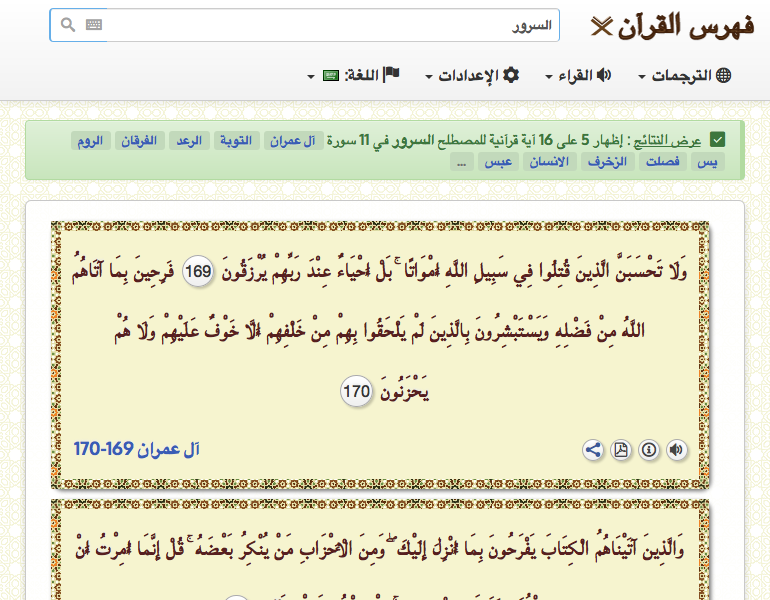 فهرس القرآن
السرور
الترجمات
القراء
الإعدادات
اللغة:
عرض النتائج : إظهار 5 على 16 آية قرآنية للمصطلح السرور في 11 سورة آل عمران التوبة الرعد الفرقان الروم
يس فصلت الزخرف الانسان عبس ...
وَلَا تَحْسَبَنَّ الَّذِينَ قُتِلُوا فِي سَبِيلِ اللَّهِ أَمْوَاتًا ۚ بَلْ أَحْيَاءٌ عِنْدَ رَبِّهِمْ يُرْزَقُونَ 169 فَرِحِينَ بِمَا آتَاهُمُ
اللَّهُ مِنْ فَضْلِهِ وَيَسْتَبْشِرُونَ بِالَّذِينَ لَمْ يَلْحَقُوا بِهِمْ مِنْ خَلْفِهِمْ أَلَّا خَوْفٌ عَلَيْهِمْ وَلَا هُمْ
يَحْزَنُونَ 170
آل عمران 169-170
وَالَّذِينَ آتَيْنَاهُمُ الْكِتَابَ يَفْرَحُونَ بِمَا أُنْزِلَ إِلَيْكَ ۖ وَمِنَ الْأَحْزَابِ مَنْ يُنْكِرُ بَعْضَهُ ۚ قُلْ إِنَّمَا أُمِرْتُ أَنْ